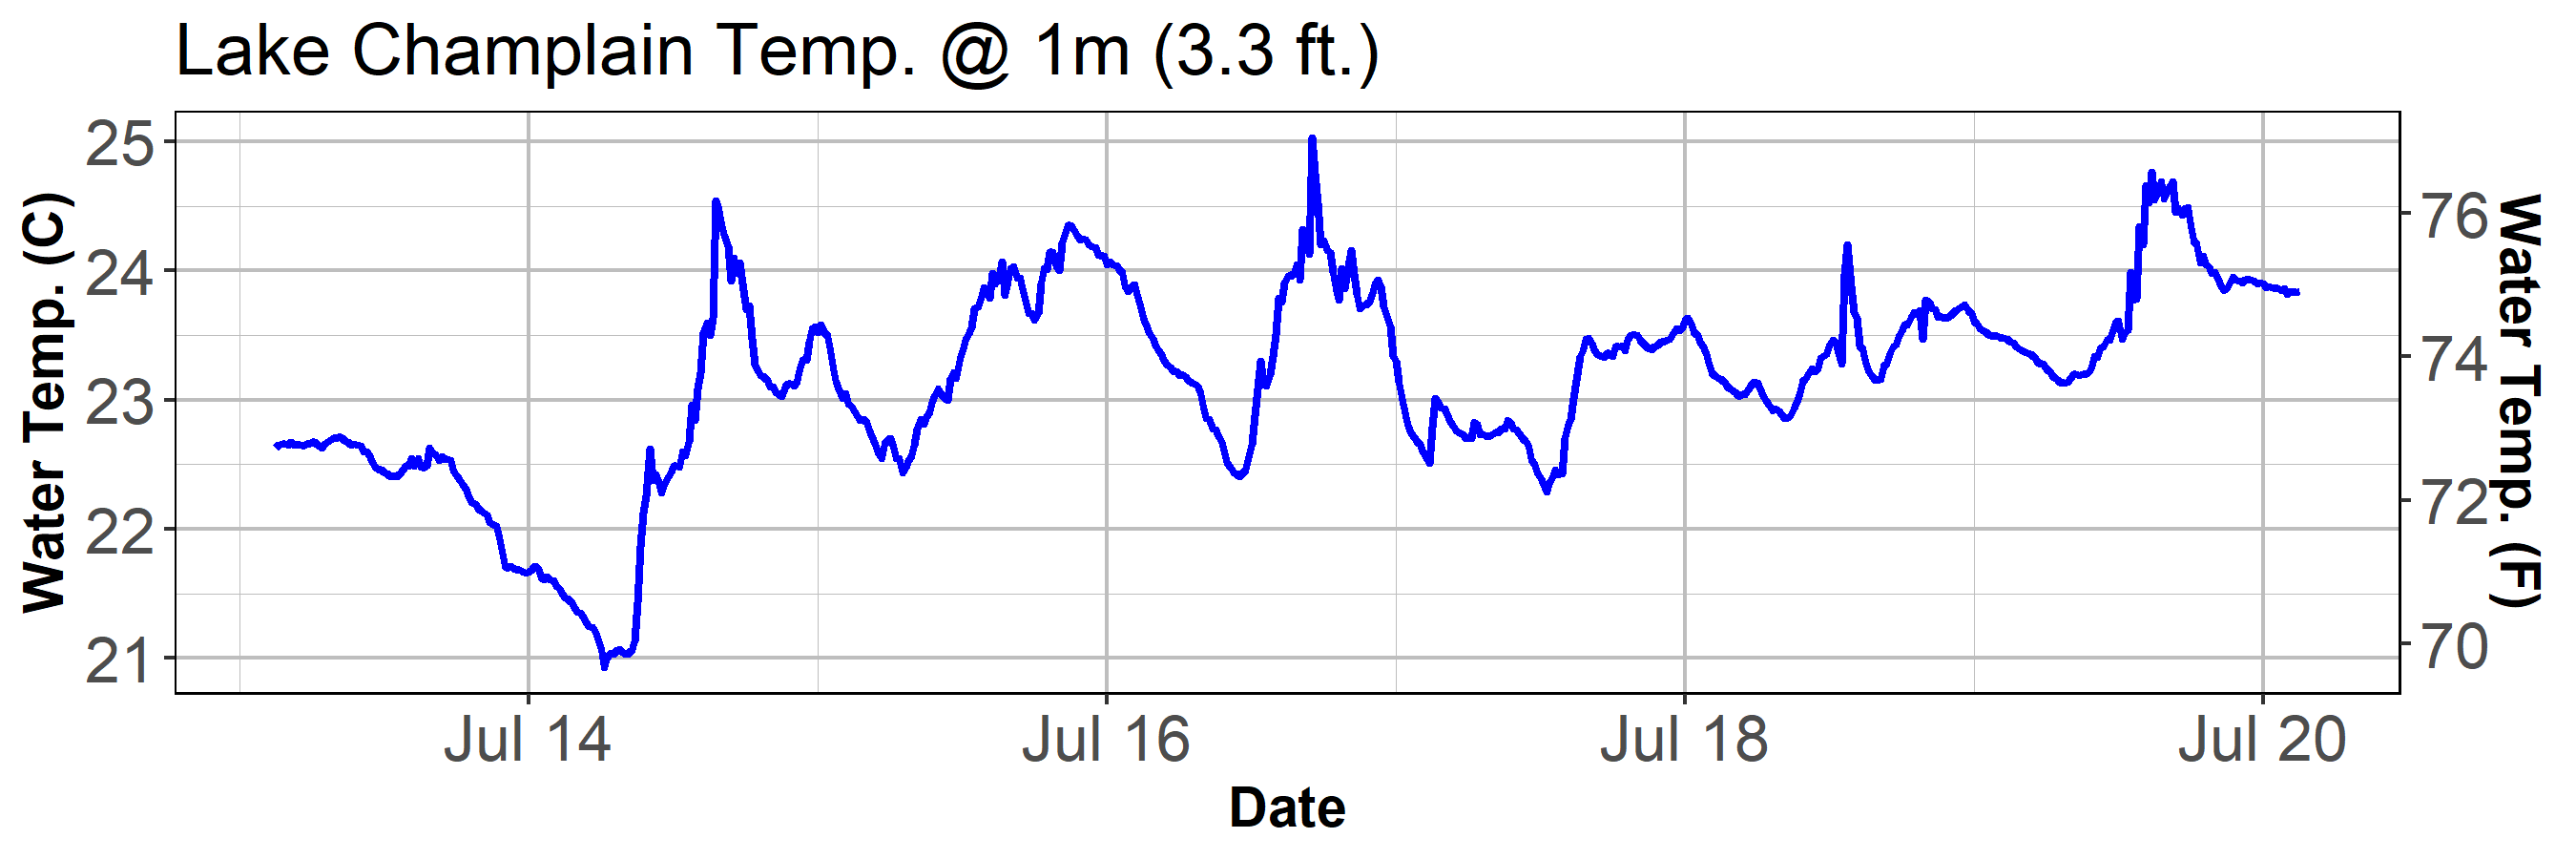 Lake Champlain Temp. @ 1m (3.3 ft.)
Water Temp. (C)
25
24
23
22
21
76
74
72
70
Water Temp. (F)
Jul 14
Jul 16
Jul 18
Jul 20
Date